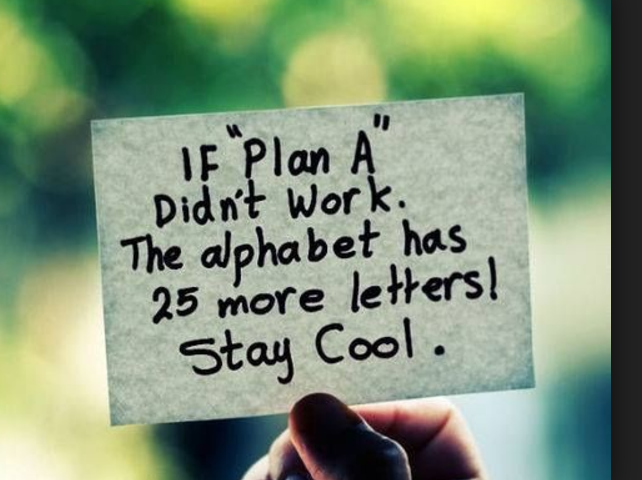 IF "Plan A"
Didn't Work.
The alphabet has
25 more letters!
Stay Cool.